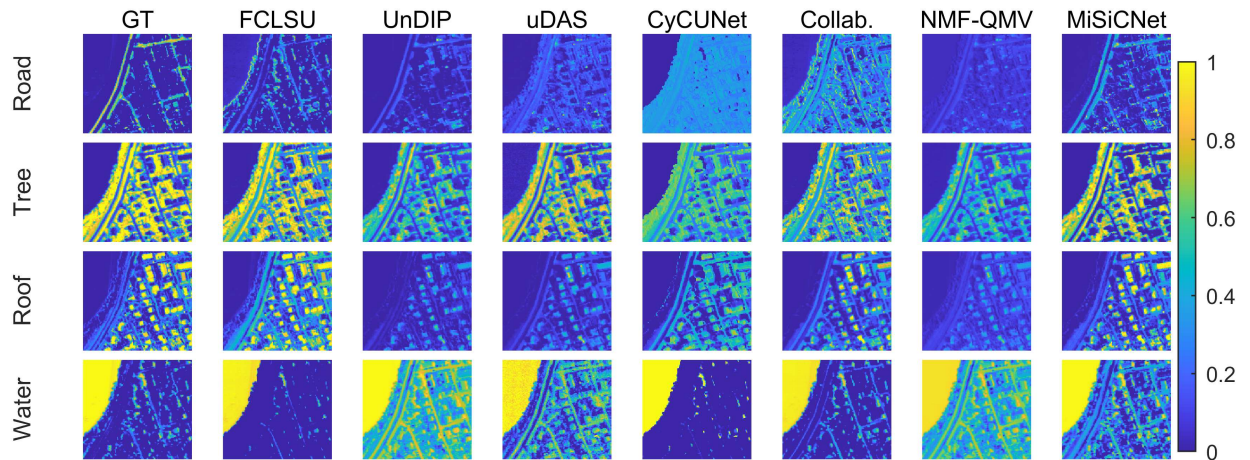 GT FCLSU UnDIP uDAS CyCUNet Collab. NMF-QMV MiSiCNet
Road
Tree
Roof
Water
1
0.8
0.6
0.4
0.2
0